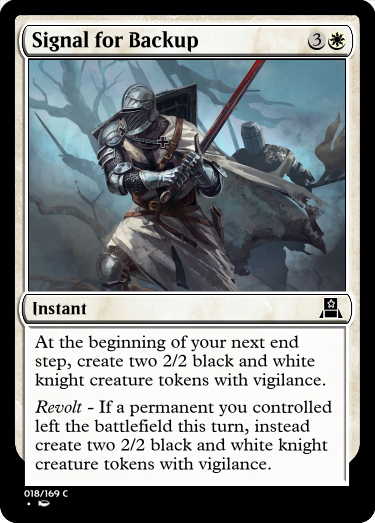 Signal for Backup 3
Instant
At the beginning of your next end
step, create two 2/2 black and white
knight creature tokens with vigilance.
Revolt - If a permanent you controlled
left the battlefield this turn, instead
create two 2/2 black and white knight
creature tokens with vigilance.
018/169 C